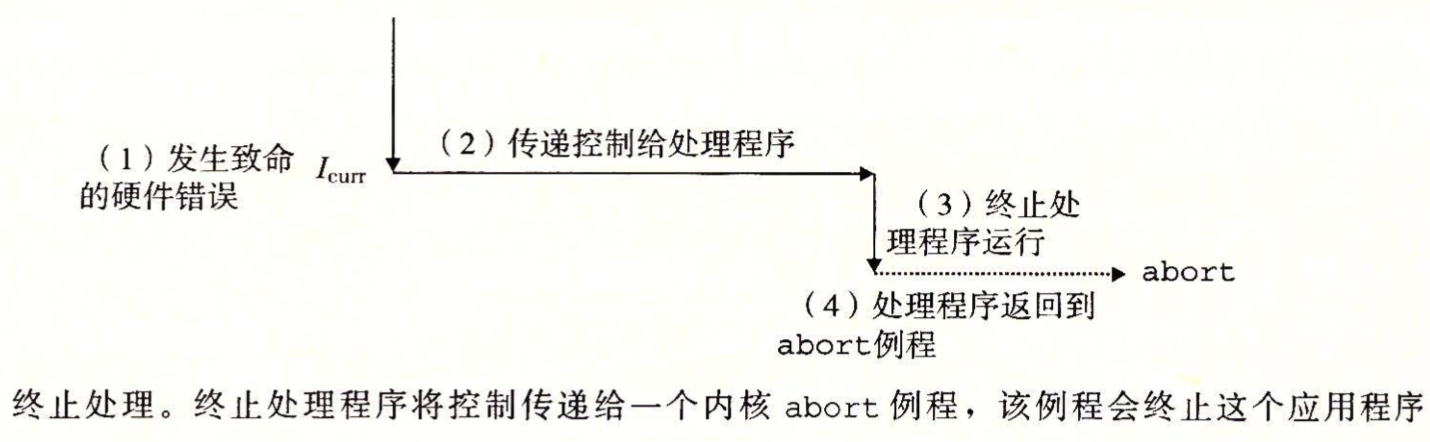 （1）发生致命
的硬件错误
Icurr
（2）传递控制给处理程序
（3）终止处
理程序运行
abort
（4）处理程序返回到
abort例程
终止处理。终止处理程序将控制传递给一个内核 abort 例程，该例程会终止这个应用程序